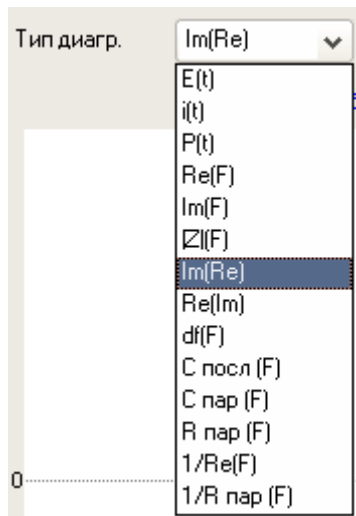 Тип диагр. Im(Re)
E(t)
i(t)
P(t)
Re(F)
Im(F)
|Z|(F)
Im(Re)
Re(Im)
df(F)
C посл (F)
C пар (F)
R пар (F)
1/Re(F)
1/R пар (F)
0